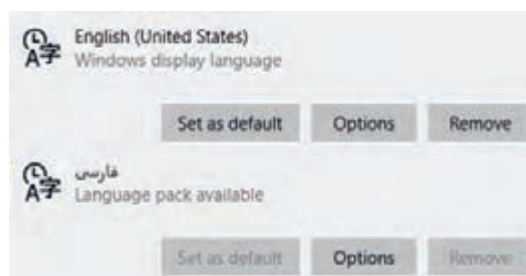 English (United States)
Windows display language
Set as default Options Remove
فارسی
Language pack available
Set as default Options Remove